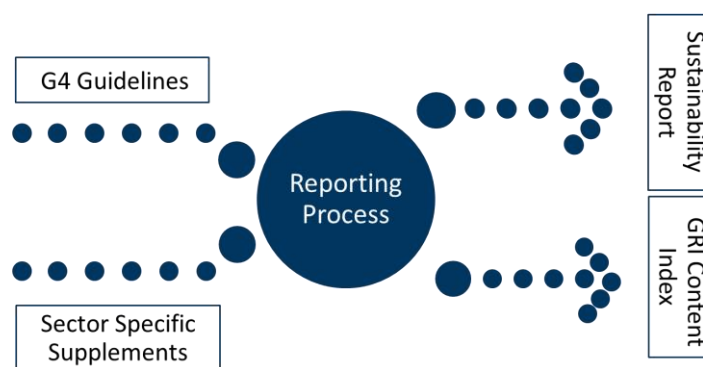 G4 Guidelines
Reporting
Process
Sector Specific
Supplements
Sustainability
Report
GRI Content
Index